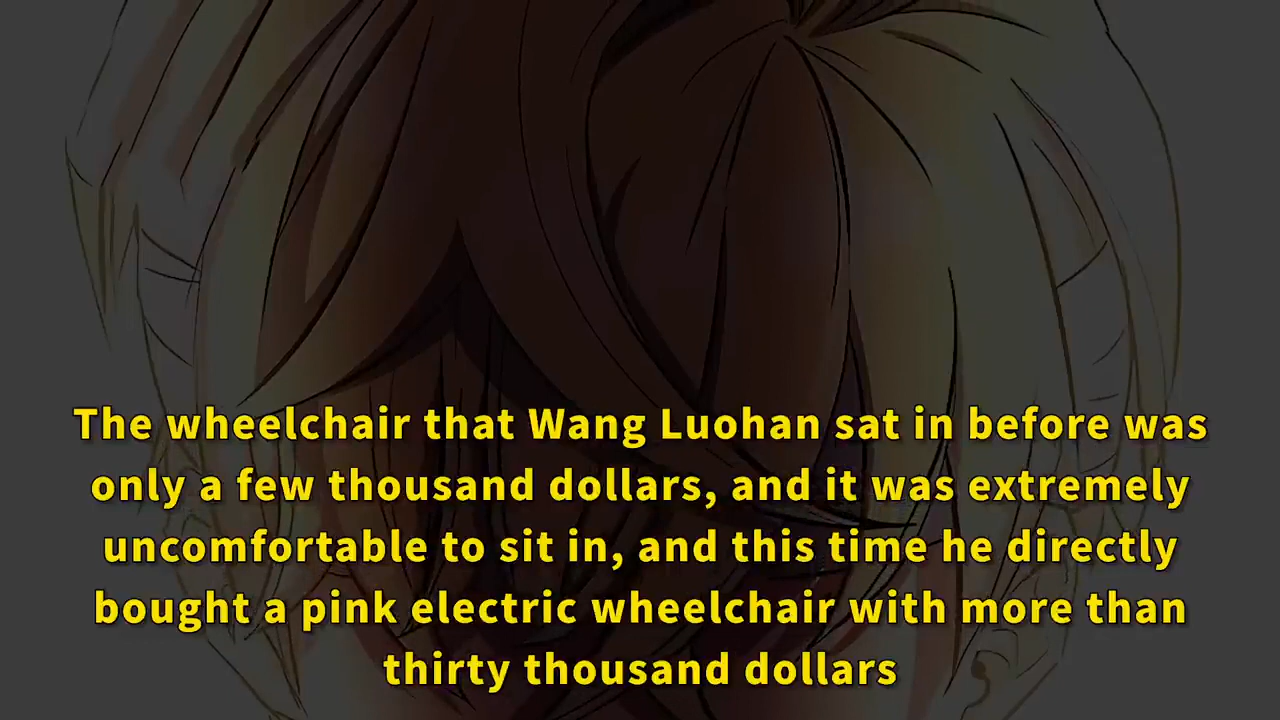 The wheelchair that Wang Luohan sat in before was
only a few thousand dollars, and it was extremely
uncomfortable to sit in, and this time he directly
bought a pink electric wheelchair with more than
thirty thousand dollars